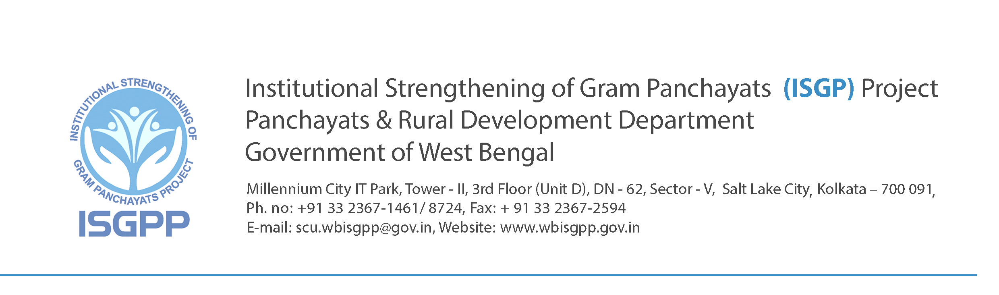 INSTITUTIONAL STRENGTHENING OF
GRAM PANCHAYATS PROJECT
ISGPP
Institutional Strengthening of Gram Panchayats (ISGP) Project
Panchayats & Rural Development Department
Government of West Bengal
Millennium City IT Park, Tower - II, 3rd Floor (Unit D), DN - 62, Sector - V, Salt Lake City, Kolkata – 700 091,
Ph. no: +91 33 2367-1461/ 8724, Fax: + 91 33 2367-2594
E-mail: scu.wbisgpp@gov.in, Website: www.wbisgpp.gov.in